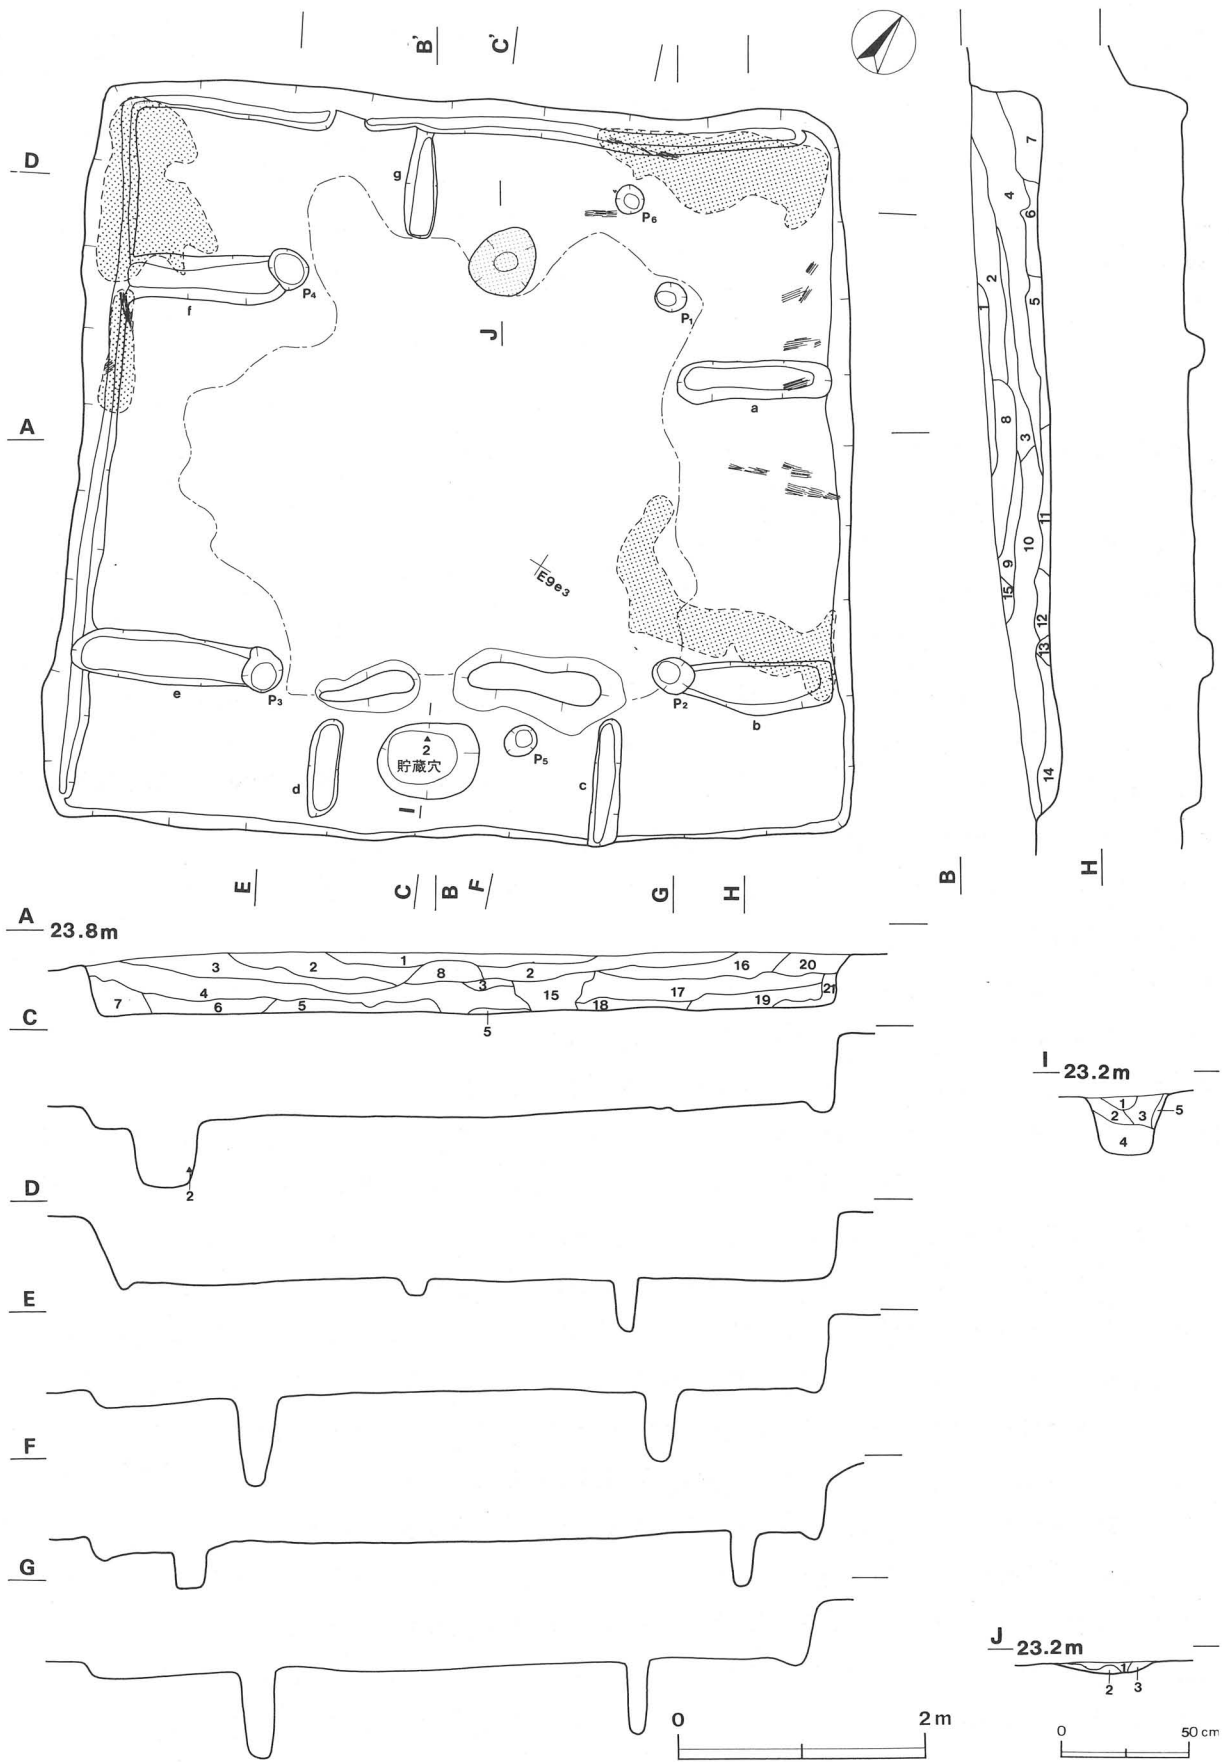 B' C'
D
g
P6
P4
f
J
P1
a
A
E9e3
e
P3
P2
b
2
貯蔵穴
P5
d
c
I
E C B F G H
7
4
6
2
5
1
8
3
11
10
9
15
12
13
14
B H
A 23.8m
3 2 1 8 3 2 16 20
7 4 6 5 15 18 17 19 21
5
C
2
D
E
F
G
I 23.2m
1
2 3 5
4
J 23.2m
1
2 3
0 2m
0 50cm